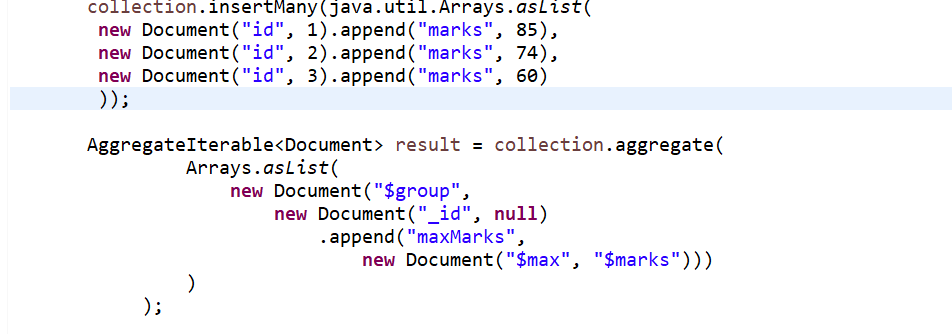 collection.insertMany(java.util.Arrays.asList(
new Document("id", 1).append("marks", 85),
new Document("id", 2).append("marks", 74),
new Document("id", 3).append("marks", 60)
));
AggregateIterable<Document> result = collection.aggregate(
Arrays.asList(
new Document("$group",
new Document("_id", null)
.append("maxMarks",
new Document("$max", "$marks")))
)
);